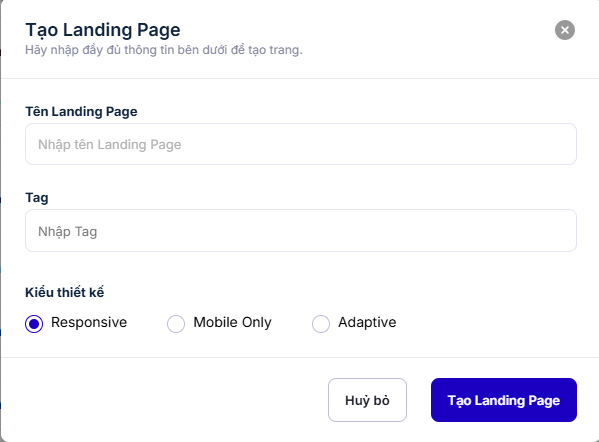 Tạo Landing Page
Hãy nhập đầy đủ thông tin bên dưới để tạo trang.
Tên Landing Page
Nhập tên Landing Page
Tag
Nhập Tag
Kiểu thiết kế
Responsive
Mobile Only
Adaptive
Huỷ bỏ
Tạo Landing Page